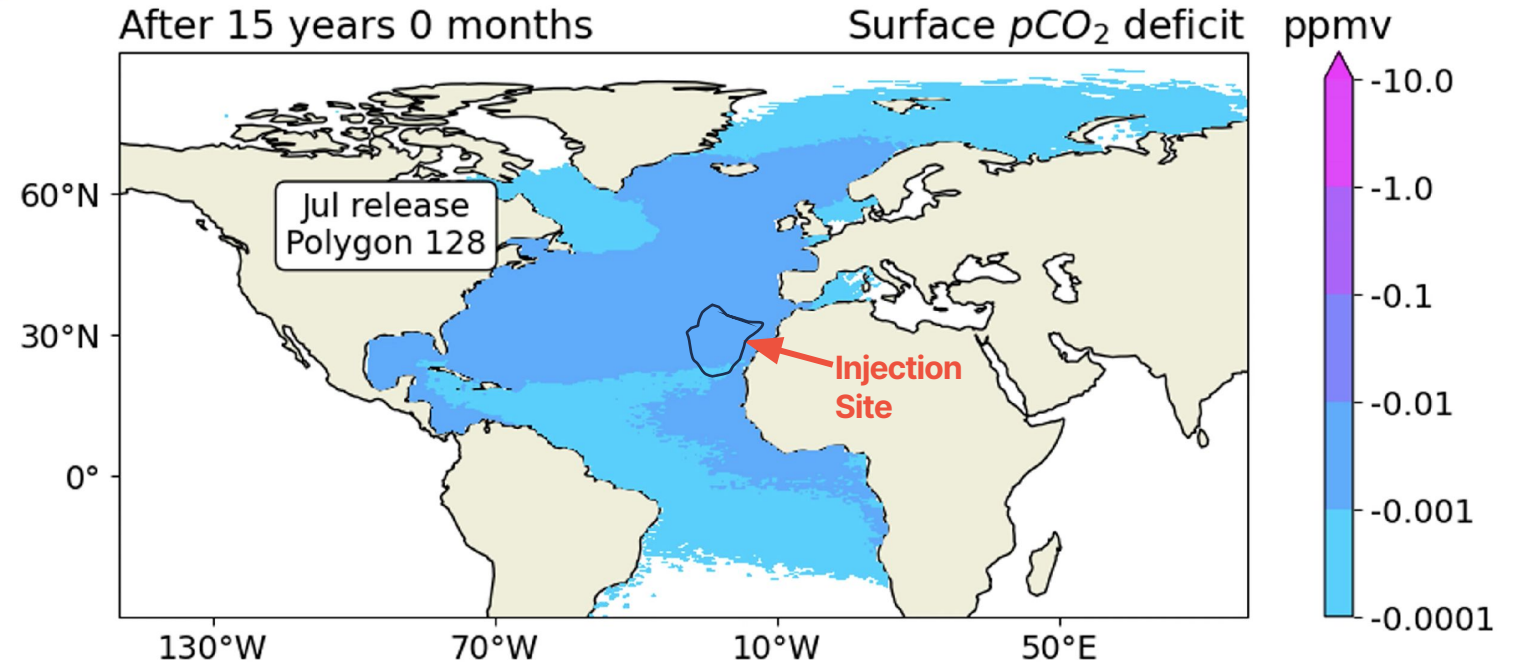 After 15 years 0 months
Surface pCO₂ deficit
ppmv
Jul release
Polygon 128
Injection
Site
60°N
30°N
0°
130°W
70°W
10°W
50°E
-10.0
-1.0
-0.1
-0.01
-0.001
-0.0001